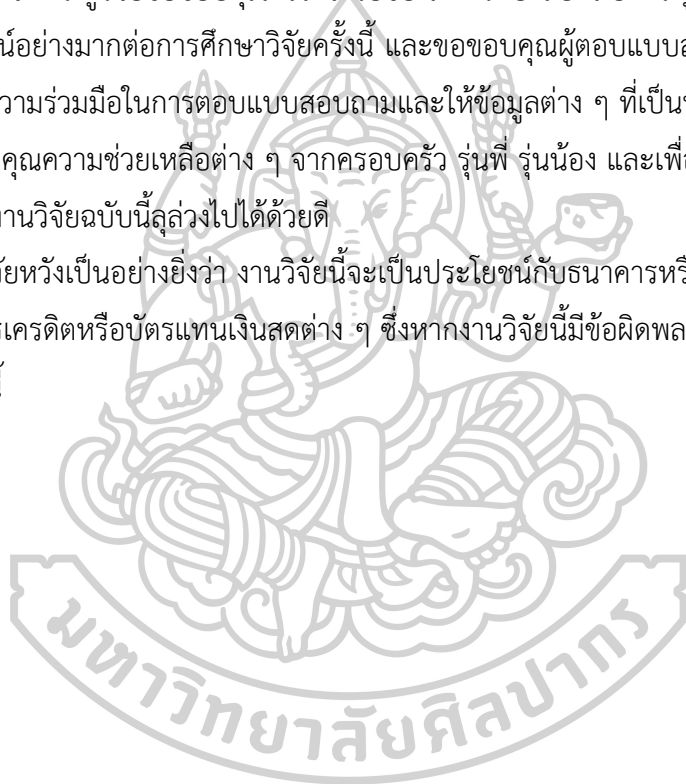 น์อย่างมากต่อการศึกษาวิจัยครั้งนี้ และขอขอบคุณผู้ตอบแบบ
ความร่วมมือในการตอบแบบสอบถามและให้ข้อมูลต่าง ๆ ที่เป็น
คุณความช่วยเหลือต่าง ๆ จากครอบครัว รุ่นพี่ รุ่นน้อง และเพื่
งานวิจัยฉบับนี้ลุล่วงไปได้ด้วยดี
ัยหวังเป็นอย่างยิ่งว่า งานวิจัยนี้จะเป็นประโยชน์กับธนาคารหรื
รเครดิตหรือบัตรแทนเงินสดต่าง ๆ ซึ่งหากงานวิจัยนี้มีข้อผิดพล
มหาวิทยาลัยศิลปากร